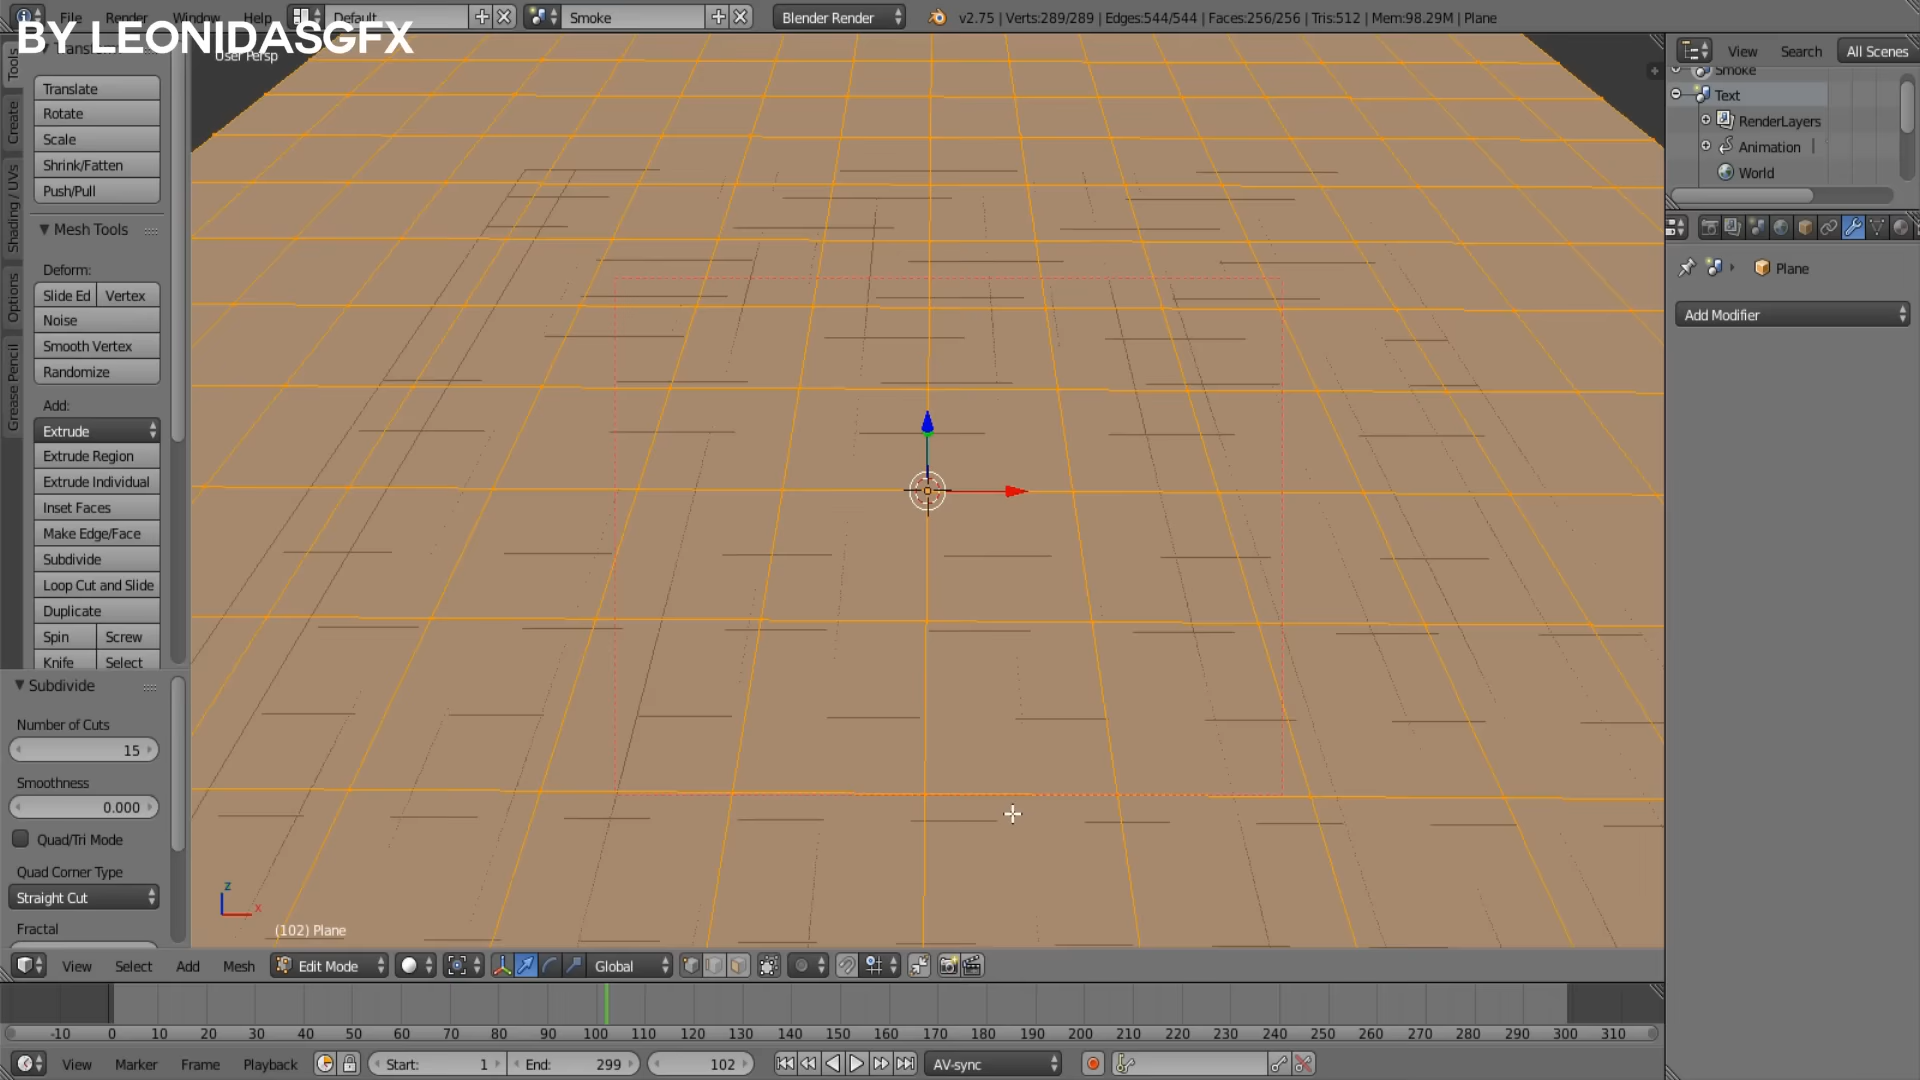 File Render Window Help Default Smoke Blender Render v2.75 | Verts:289/289 | Edges:544/544 | Faces:256/256 | Tris:512 | Mem:98.29M | Plane
BY LEONIDASGFX
User Persp
Tools
Create
Shading / UVs
Options
Grease Pencil
Translate
Rotate
Scale
Shrink/Fatten
Push/Pull
Mesh Tools
Deform:
Slide Ed Vertex
Noise
Smooth Vertex
Randomize
Add:
Extrude
Extrude Region
Extrude Individual
Inset Faces
Make Edge/Face
Subdivide
Loop Cut and Slide
Duplicate
Spin Screw
Knife Select
Subdivide
Number of Cuts
15
Smoothness
0.000
Quad/Tri Mode
Quad Corner Type
Straight Cut
Fractal
z
x
(102) Plane
View Search All Scenes
Smoke
Text
RenderLayers
Animation
World
Plane
Add Modifier
View Select Add Mesh Edit Mode Global
-10 0 10 20 30 40 50 60 70 80 90 100 110 120 130 140 150 160 170 180 190 200 210 220 230 240 250 260 270 280 290 300 310
View Marker Frame Playback Start: 1 End: 299 102 AV-sync